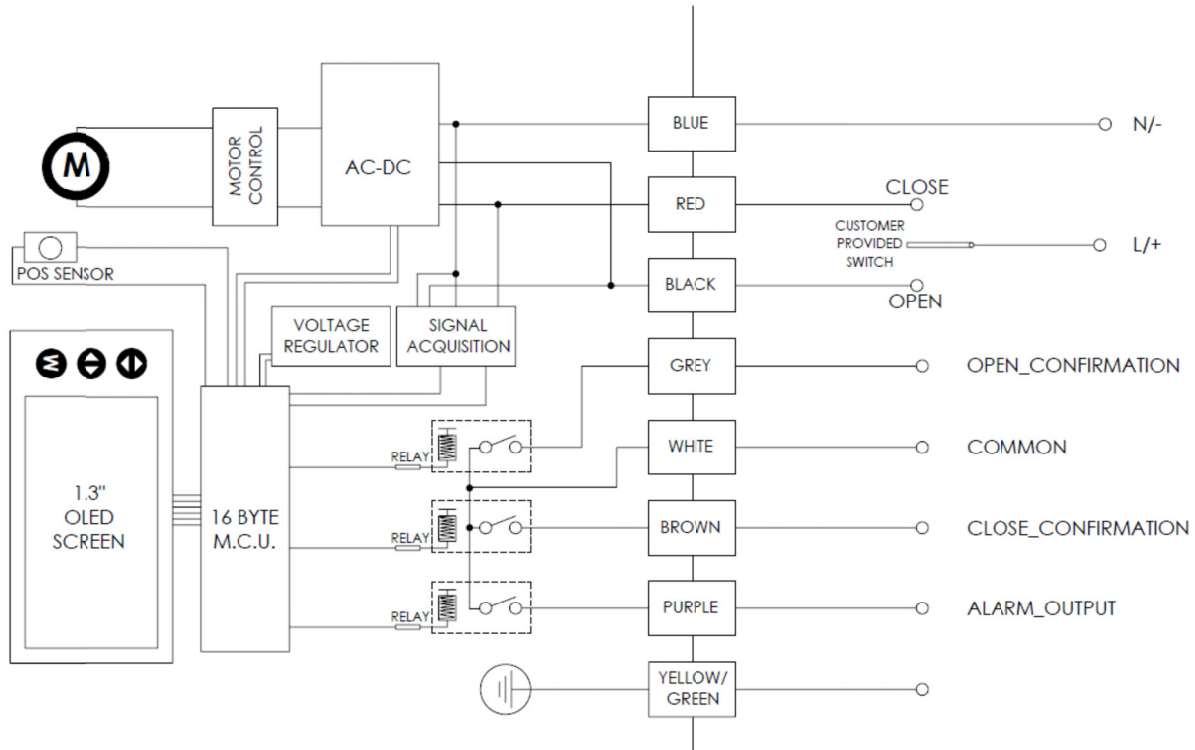 M
MOTOR
CONTROL
AC-DC
BLUE
N/-
RED
CLOSE
CUSTOMER
PROVIDED
SWITCH
L/+
POS SENSOR
BLACK
OPEN
VOLTAGE
REGULATOR
SIGNAL
ACQUISITION
M
GREY
OPEN_CONFIRMATION
RELAY
WHITE
COMMON
1.3"
OLED
SCREEN
16 BYTE
M.C.U.
RELAY
BROWN
CLOSE_CONFIRMATION
RELAY
PURPLE
ALARM_OUTPUT
YELLOW/
GREEN